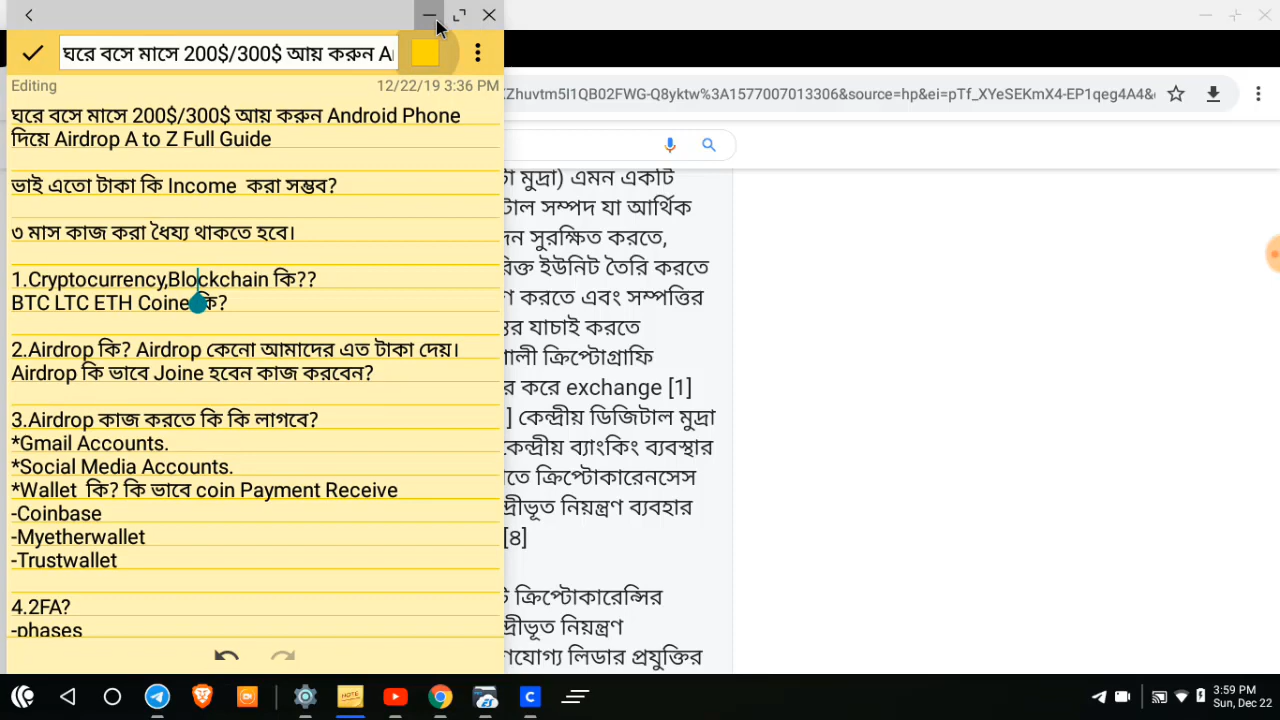 ঘরে বসে মাসে 200$/300$ আয় করুন A
Editing
12/22/19 3:36 PM
ঘরে বসে মাসে 200$/300$ আয় করুন Android Phone
দিয়ে Airdrop A to Z Full Guide
ভাই এতো টাকা কি Income করা সম্ভব?
৩ মাস কাজ করা ধৈয্য থাকতে হবে।
1.Cryptocurrency,Blockchain কি??
BTC LTC ETH Coine কি?
2.Airdrop কি? Airdrop কেনো আমাদের এত টাকা দেয়।
Airdrop কি ভাবে Joine হবেন কাজ করবেন?
3.Airdrop কাজ করতে কি কি লাগবে?
*Gmail Accounts.
*Social Media Accounts.
*Wallet কি? কি ভাবে coin Payment Receive
-Coinbase
-Myetherwallet
-Trustwallet
4.2FA?
-phases
Zhuvtm5I1QB02FWG-Q8yktw%3A1577007013306&source=hp&ei=pTf_XYeSEKmX4-EP1qeg4A4&
মুদ্রা) এমন একটি
টাল সম্পদ যা আর্থিক
দেন সুরক্ষিত করতে,
রিক্ত ইউনিট তৈরি করতে
করতে এবং সম্পত্তির
যাচাই করতে
শালী ক্রিপ্টোগ্রাফি
র করে exchange [1]
] কেন্দ্রীয় ডিজিটাল মুদ্রা
কেন্দ্রীয় ব্যাংকিং ব্যবস্থার
তে ক্রিপ্টোকারেনসেস
ন্দ্রীভূত নিয়ন্ত্রণ ব্যবহার
[৪]
ক্রিপ্টোকারেন্সির
ন্দ্রীভূত নিয়ন্ত্রণ
যোগ্য লিডার প্রযুক্তির
3:59 PM
Sun, Dec 22